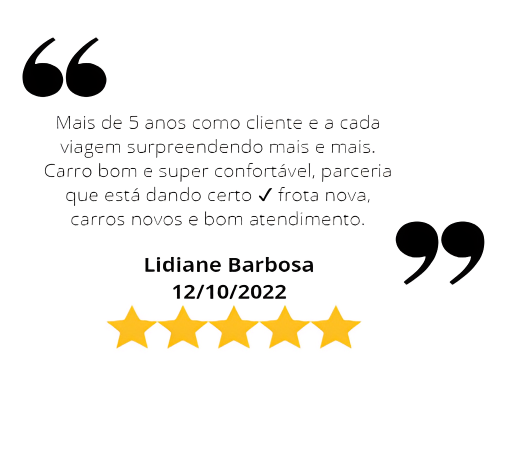 Mais de 5 anos como cliente e a cada
viagem surpreendendo mais e mais.
Carro bom e super confortável, parceria
que está dando certo ✓ frota nova,
carros novos e bom atendimento.
Lidiane Barbosa
12/10/2022